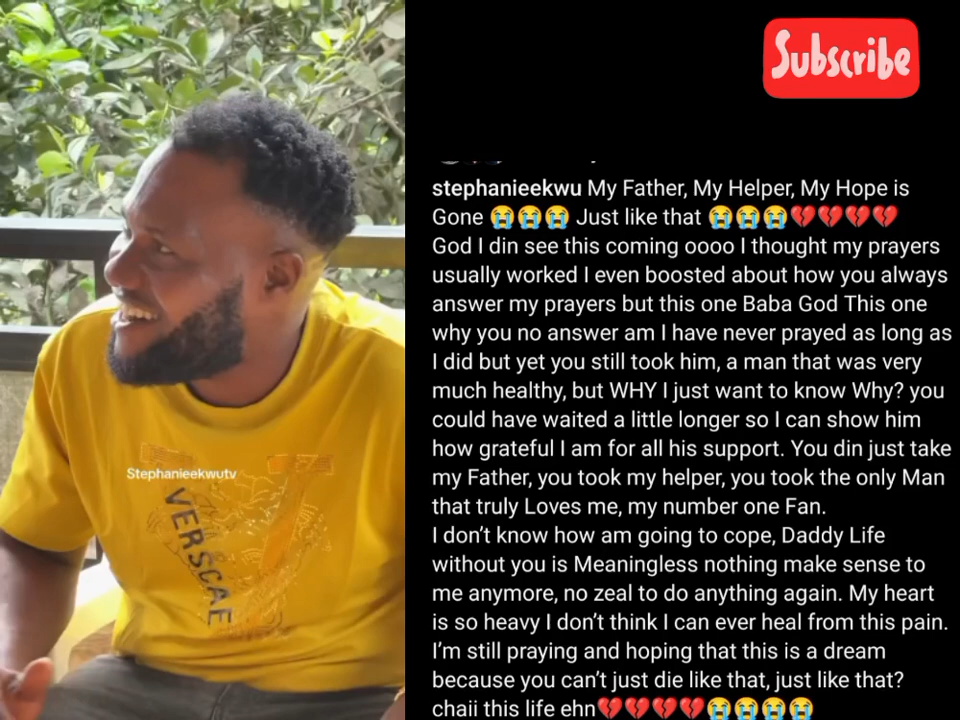 Subscribe
stephanieekwu My Father, My Helper, My Hope is
Gone 😭😭😭 Just like that 😭😭😭💔💔💔💔
God I din see this coming oooo I thought my prayers
usually worked I even boosted about how you always
answer my prayers but this one Baba God This one
why you no answer am I have never prayed as long as
I did but yet you still took him, a man that was very
much healthy, but WHY I just want to know Why? you
could have waited a little longer so I can show him
how grateful I am for all his support. You din just take
my Father, you took my helper, you took the only Man
that truly Loves me, my number one Fan.
I don’t know how am going to cope, Daddy Life
without you is Meaningless nothing make sense to
me anymore, no zeal to do anything again. My heart
is so heavy I don’t think I can ever heal from this pain.
I’m still praying and hoping that this is a dream
because you can’t just die like that, just like that?
chaii this life ehn💔💔💔💔😭😭😭😭
Stephanieekwutv
VERSCAE